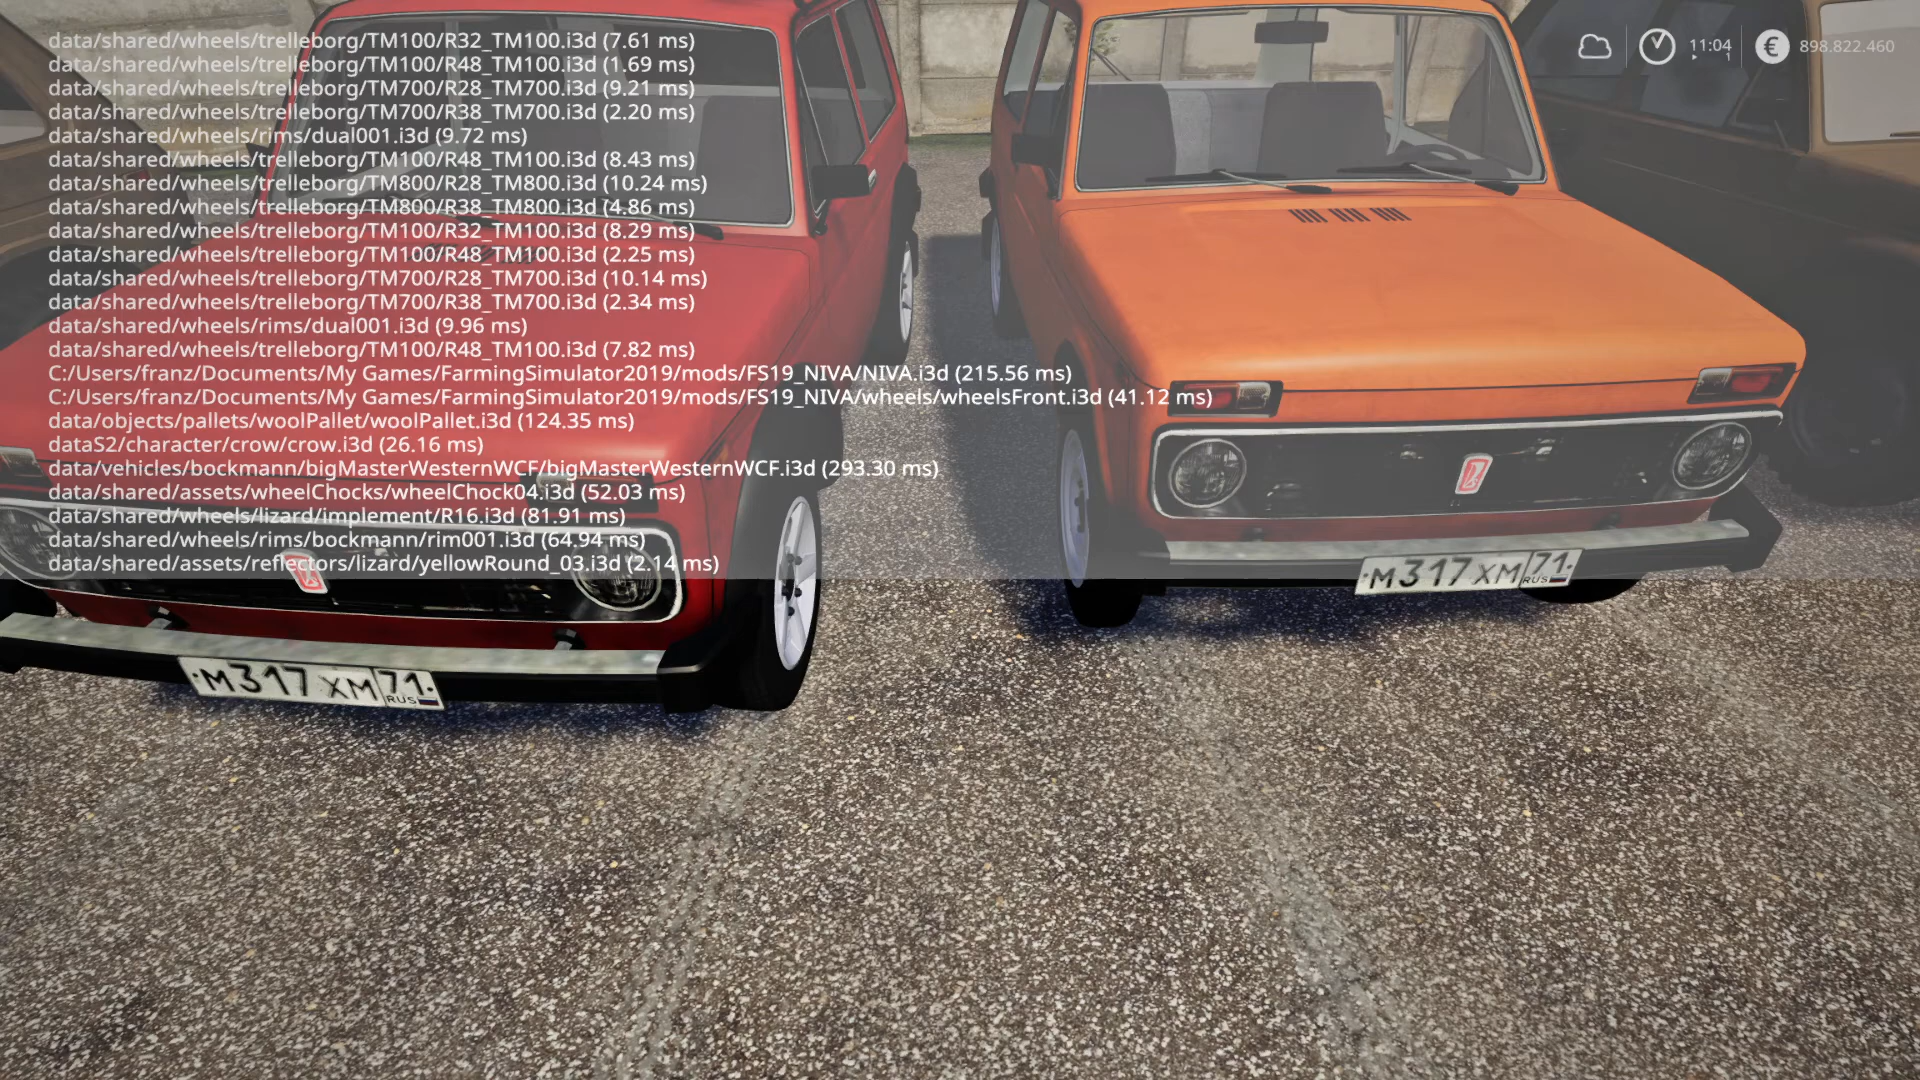 data/shared/wheels/trelleborg/TM100/R32_TM100.i3d (7.61 ms)
data/shared/wheels/trelleborg/TM100/R48_TM100.i3d (1.69 ms)
data/shared/wheels/trelleborg/TM700/R28_TM700.i3d (9.21 ms)
data/shared/wheels/trelleborg/TM700/R38_TM700.i3d (2.20 ms)
data/shared/wheels/rims/dual001.i3d (9.72 ms)
data/shared/wheels/trelleborg/TM100/R48_TM100.i3d (8.43 ms)
data/shared/wheels/trelleborg/TM800/R28_TM800.i3d (10.24 ms)
data/shared/wheels/trelleborg/TM800/R38_TM800.i3d (4.86 ms)
data/shared/wheels/trelleborg/TM100/R32_TM100.i3d (8.29 ms)
data/shared/wheels/trelleborg/TM100/R48_TM100.i3d (2.25 ms)
data/shared/wheels/trelleborg/TM700/R28_TM700.i3d (10.14 ms)
data/shared/wheels/trelleborg/TM700/R38_TM700.i3d (2.34 ms)
data/shared/wheels/rims/dual001.i3d (9.96 ms)
data/shared/wheels/trelleborg/TM100/R48_TM100.i3d (7.82 ms)
C:/Users/franz/Documents/My Games/FarmingSimulator2019/mods/FS19_NIVA/NIVA.i3d (215.56 ms)
C:/Users/franz/Documents/My Games/FarmingSimulator2019/mods/FS19_NIVA/wheels/wheelsFront.i3d (41.12 ms)
data/objects/pallets/woolPallet/woolPallet.i3d (124.35 ms)
dataS2/character/crow/crow.i3d (26.16 ms)
data/vehicles/bockmann/bigMasterWesternWCF/bigMasterWesternWCF.i3d (293.30 ms)
data/shared/assets/wheelChocks/wheelChock04.i3d (52.03 ms)
data/shared/wheels/lizard/implement/R16.i3d (81.91 ms)
data/shared/wheels/rims/bockmann/rim001.i3d (64.94 ms)
data/shared/assets/reflectors/lizard/yellowRound_03.i3d (2.14 ms)
11:04
1
€ 898.822.460
М317ХМ 71 RUS
М317ХМ 71 RUS